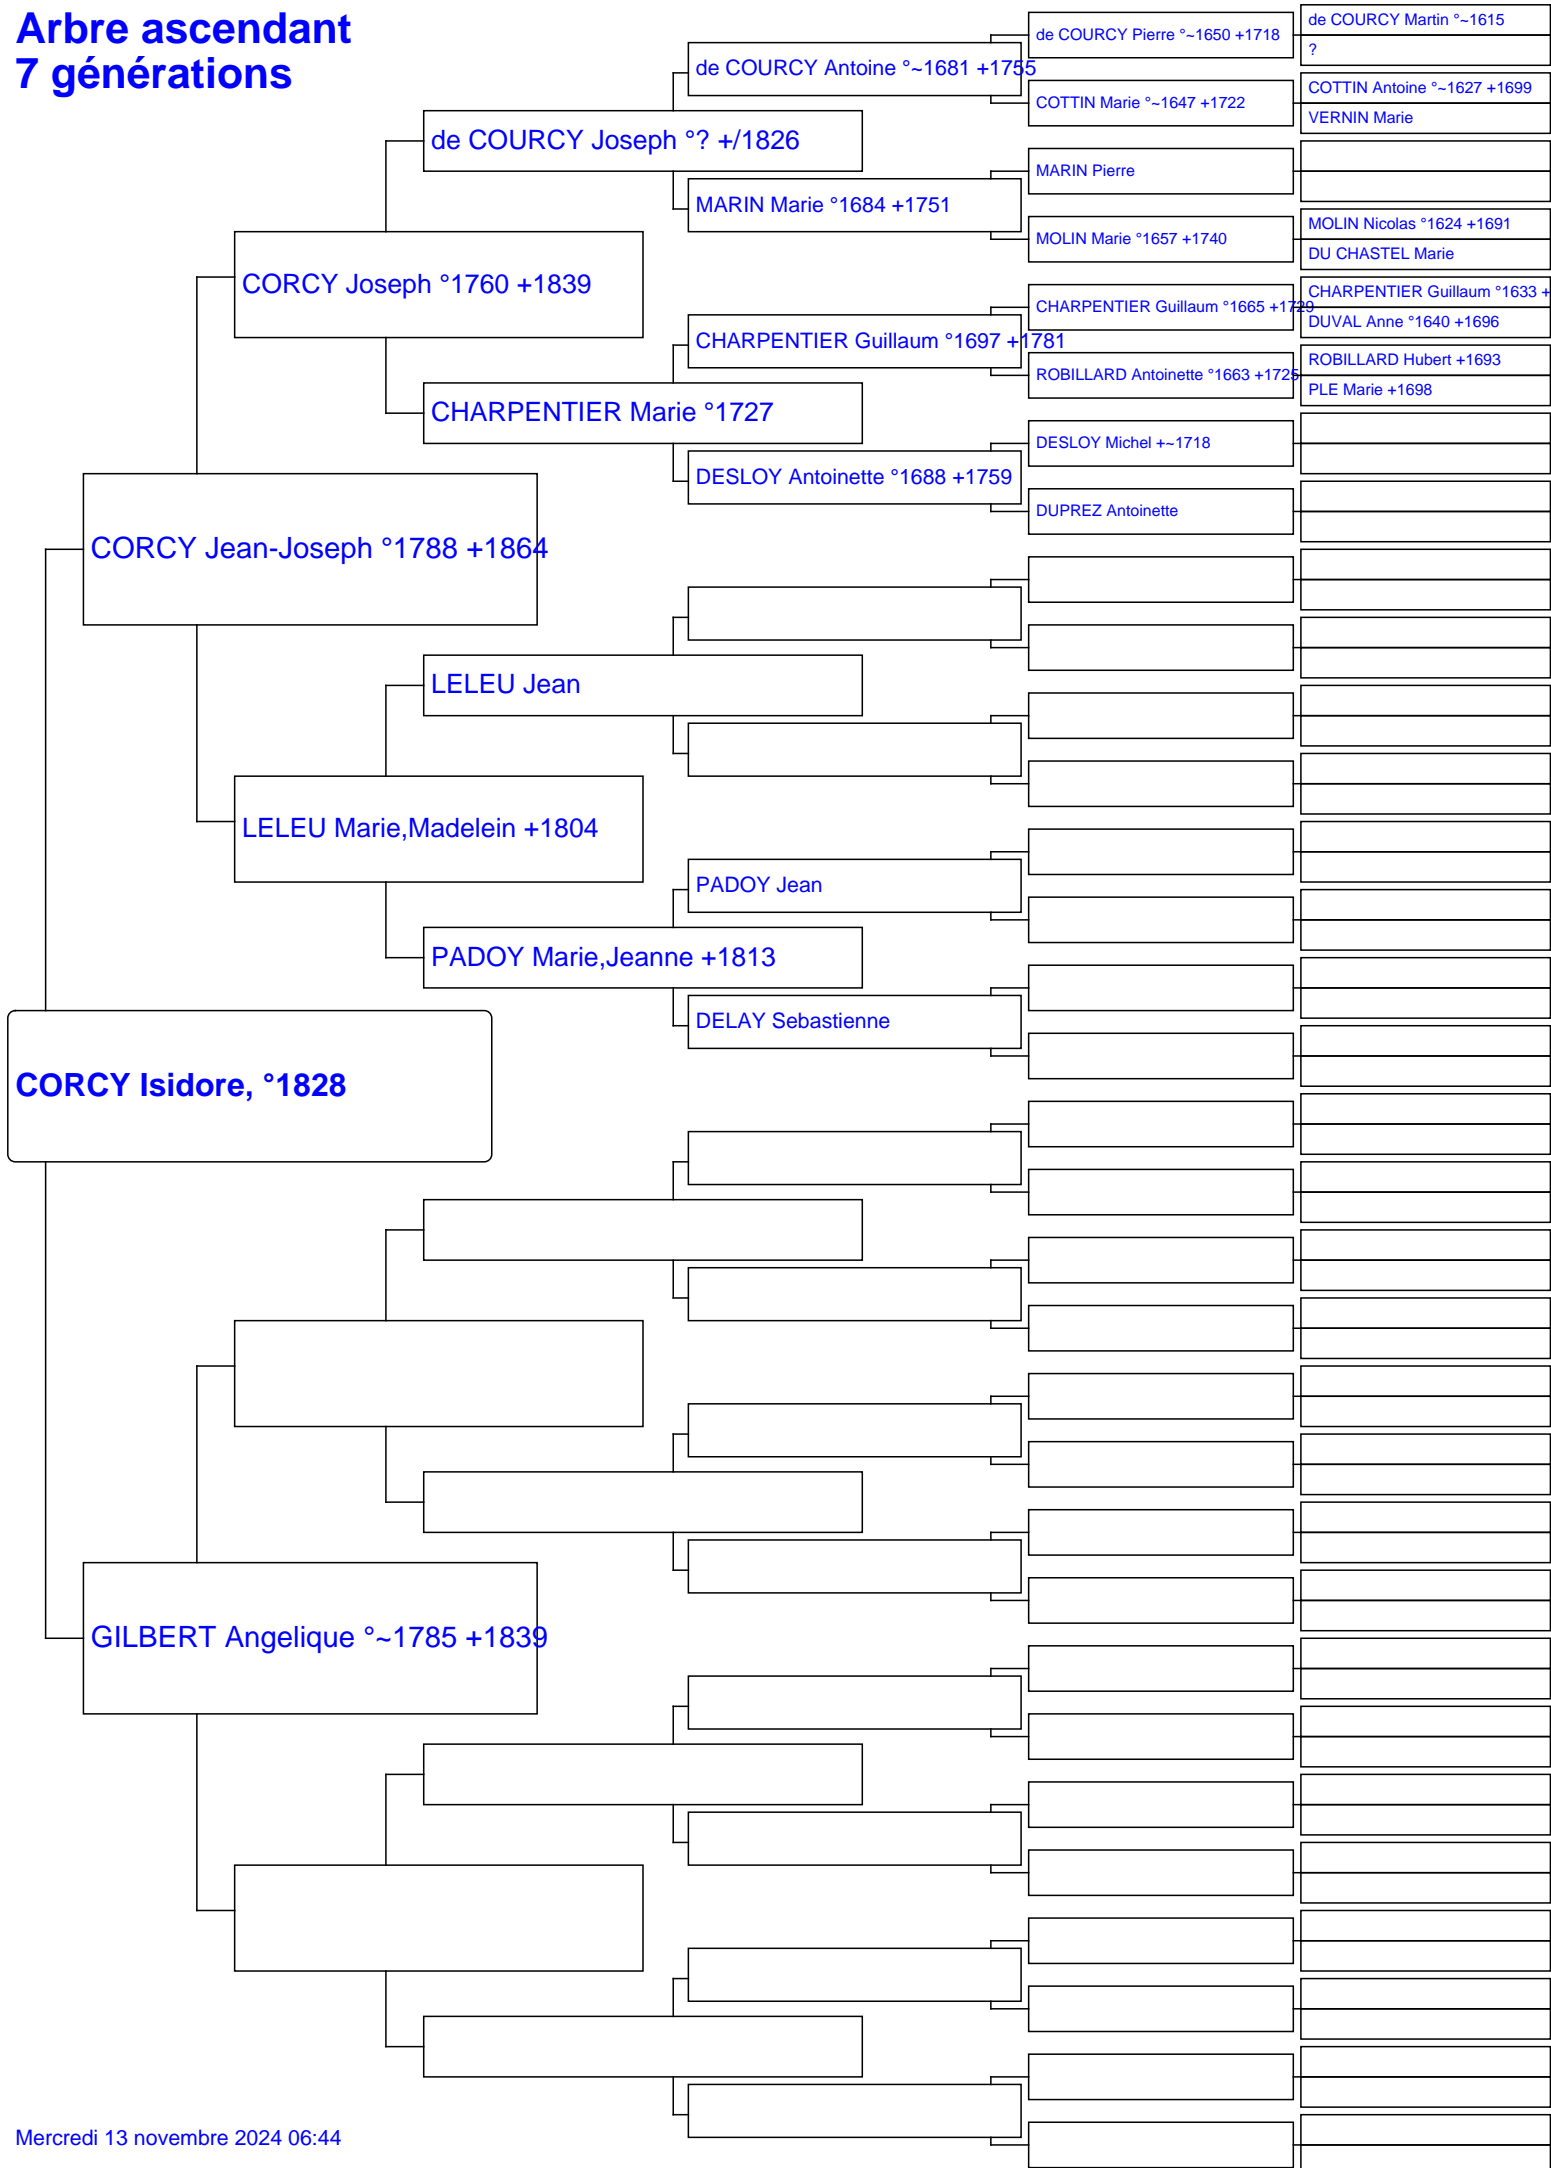 Arbre ascendant
7 générations
CORCY Isidore, °1828
CORCY Jean-Joseph °1788 +1864
GILBERT Angelique °~1785 +1839
CORCY Joseph °1760 +1839
LELEU Marie,Madelein +1804
de COURCY Joseph °? +/1826
CHARPENTIER Marie °1727
LELEU Jean
PADOY Marie,Jeanne +1813
de COURCY Antoine °~1681 +1755
MARIN Marie °1684 +1751
CHARPENTIER Guillaum °1697 +1781
DESLOY Antoinette °1688 +1759
PADOY Jean
DELAY Sebastienne
de COURCY Pierre °~1650 +1718
COTTIN Marie °~1647 +1722
MARIN Pierre
MOLIN Marie °1657 +1740
CHARPENTIER Guillaum °1665 +1729
ROBILLARD Antoinette °1663 +1725
DESLOY Michel +~1718
DUPREZ Antoinette
de COURCY Martin °~1615
?
COTTIN Antoine °~1627 +1699
VERNIN Marie
MOLIN Nicolas °1624 +1691
DU CHASTEL Marie
CHARPENTIER Guillaum °1633 +
DUVAL Anne °1640 +1696
ROBILLARD Hubert +1693
PLE Marie +1698
Mercredi 13 novembre 2024 06:44